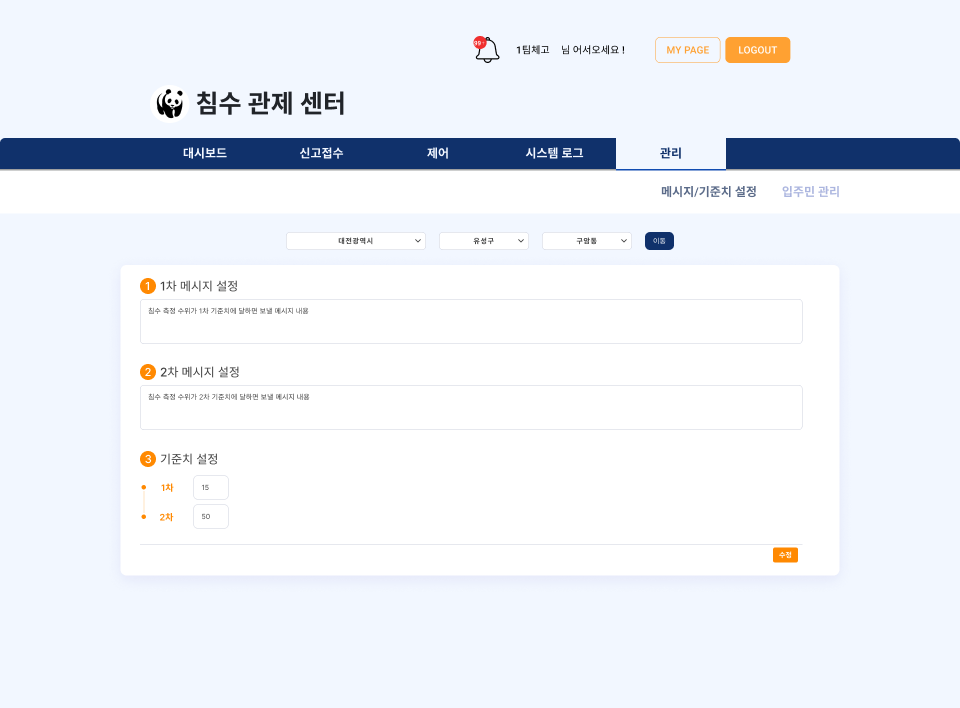 99+
1팀체고 님 어서오세요 !
MY PAGE
LOGOUT
침수 관제 센터
대시보드 신고접수 제어 시스템 로그 관리
메시지/기준치 설정 입주민 관리
대전광역시 유성구 구암동 이동
1 1차 메시지 설정
침수 측정 수위가 1차 기준치에 달하면 보낼 메시지 내용
2 2차 메시지 설정
침수 측정 수위가 2차 기준치에 달하면 보낼 메시지 내용
3 기준치 설정
1차 15
2차 50
수정